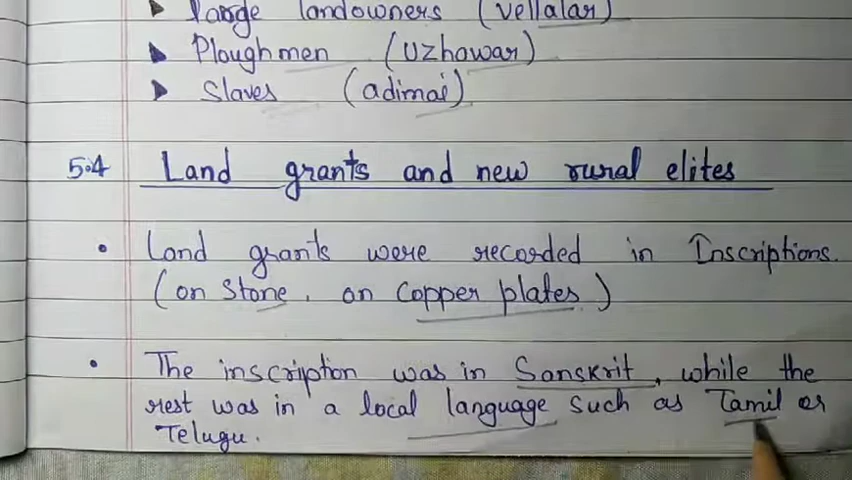 ▸ large landowners (vellalar)
▸ Ploughmen (uzhavar)
▸ Slaves (adimai)
5.4 Land grants and new rural elites
• Land grants were recorded in Inscriptions.
(on Stone, on Copper plates.)
• The inscription was in Sanskrit, while the
rest was in a local language such as Tamil or
Telugu.